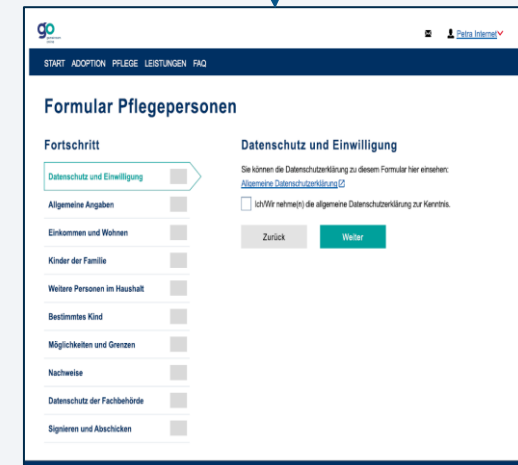 go
Petra Internet
START ADOPTION PFLEGE LEISTUNGEN FAQ
Formular Pflegepersonen
Fortschritt
Datenschutz und Einwilligung
Allgemeine Angaben
Einkommen und Wohnen
Kinder der Familie
Weitere Personen im Haushalt
Bestimmtes Kind
Möglichkeiten und Grenzen
Nachweise
Datenschutz der Fachbehörde
Signieren und Abschicken
Datenschutz und Einwilligung
Sie können die Datenschutzerklärung zu diesem Formular hier einsehen:
Allgemeine Datenschutzerklärung
Ich/Wir nehme(n) die allgemeine Datenschutzerklärung zur Kenntnis.
Zurück
Weiter